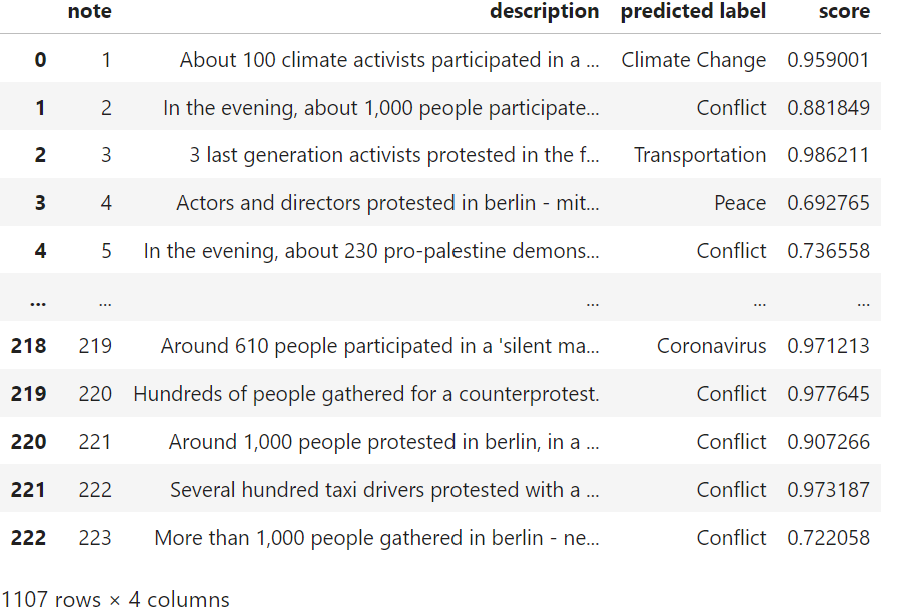 note description predicted label score
0 1 About 100 climate activists participated in a ... Climate Change 0.959001
1 2 In the evening, about 1,000 people participate... Conflict 0.881849
2 3 3 last generation activists protested in the f... Transportation 0.986211
3 4 Actors and directors protested in berlin - mit... Peace 0.692765
4 5 In the evening, about 230 pro-palestine demons... Conflict 0.736558
... ... ... ... ...
218 219 Around 610 people participated in a 'silent ma... Coronavirus 0.971213
219 220 Hundreds of people gathered for a counterprotest. Conflict 0.977645
220 221 Around 1,000 people protested in berlin, in a ... Conflict 0.907266
221 222 Several hundred taxi drivers protested with a ... Conflict 0.973187
222 223 More than 1,000 people gathered in berlin - ne... Conflict 0.722058
1107 rows × 4 columns